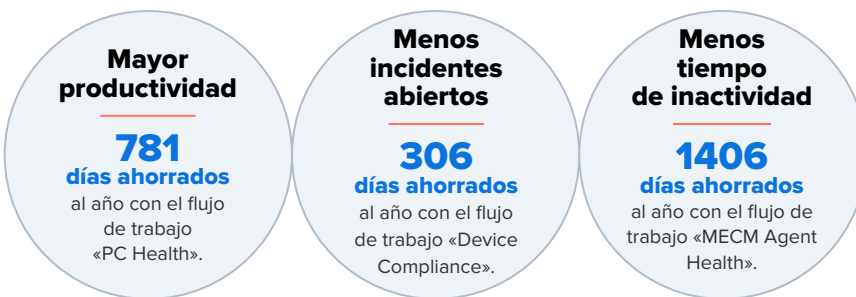 Mayor
productividad
781
días ahorrados
al año con el flujo
de trabajo
«PC Health».
Menos
incidentes
abiertos
306
días ahorrados
al año con el flujo
de trabajo «Device
Compliance».
Menos
tiempo
de inactividad
1406
días ahorrados
al año con el flujo de
trabajo «MECM Agent
Health».